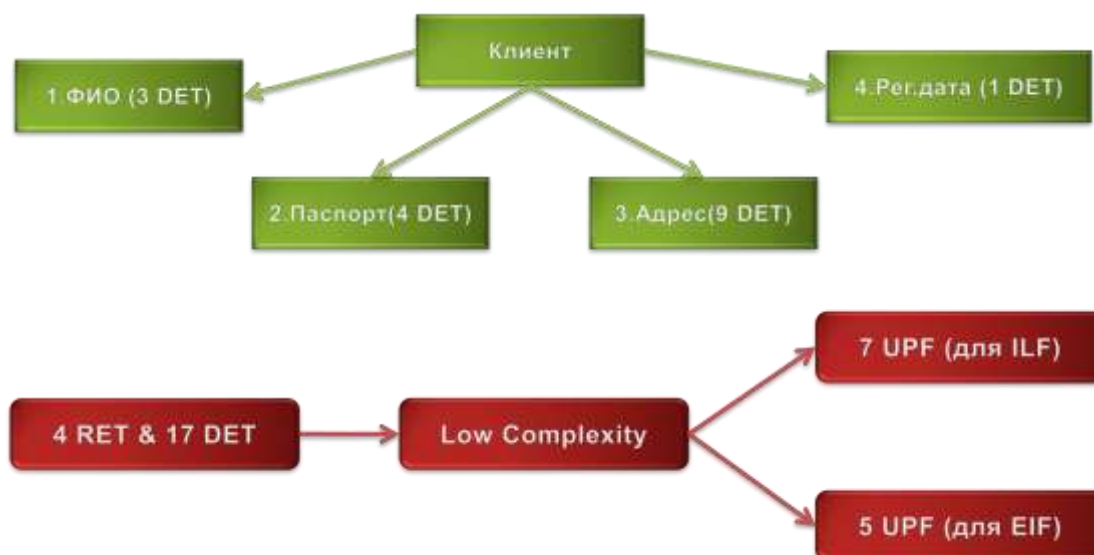 Клиент
1.ФИО (3 DET)
4.Рег.дата (1 DET)
2.Паспорт(4 DET)
3.Адрес(9 DET)
7 UPF (для ILF)
4 RET & 17 DET
Low Complexity
5 UPF (для EIF)